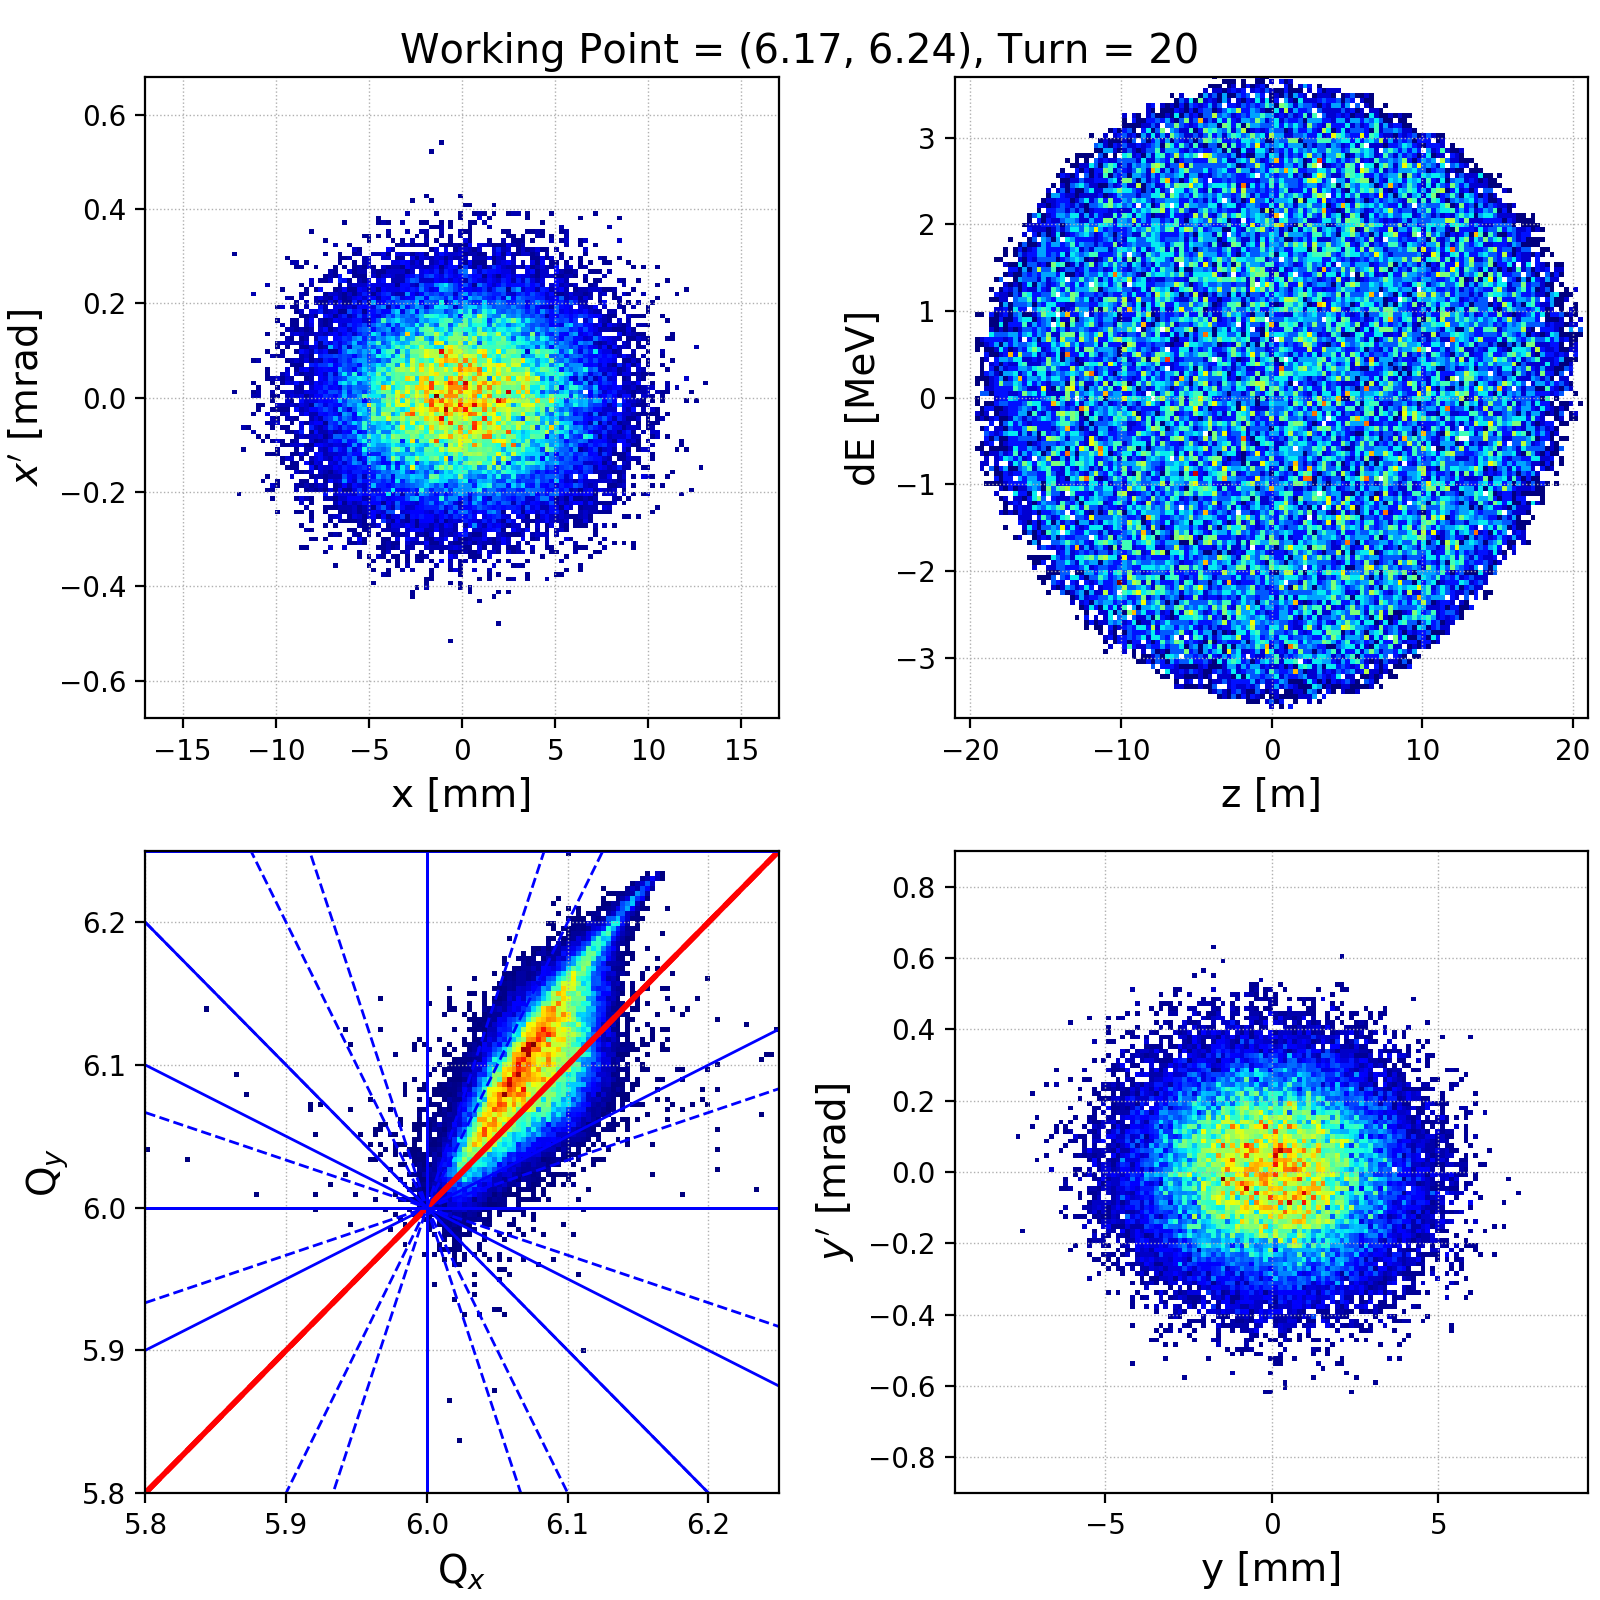 Working Point = (6.17, 6.24), Turn = 20
0.6
0.4
0.2
0.0
−0.2
−0.4
−0.6
x′ [mrad]
−15 −10 −5 0 5 10 15
x [mm]
3
2
1
0
−1
−2
−3
dE [MeV]
−20 −10 0 10 20
z [m]
6.2
6.1
6.0
5.9
5.8
Qy
5.8 5.9 6.0 6.1 6.2
Qx
0.8
0.6
0.4
0.2
0.0
−0.2
−0.4
−0.6
−0.8
y′ [mrad]
−5 0 5
y [mm]